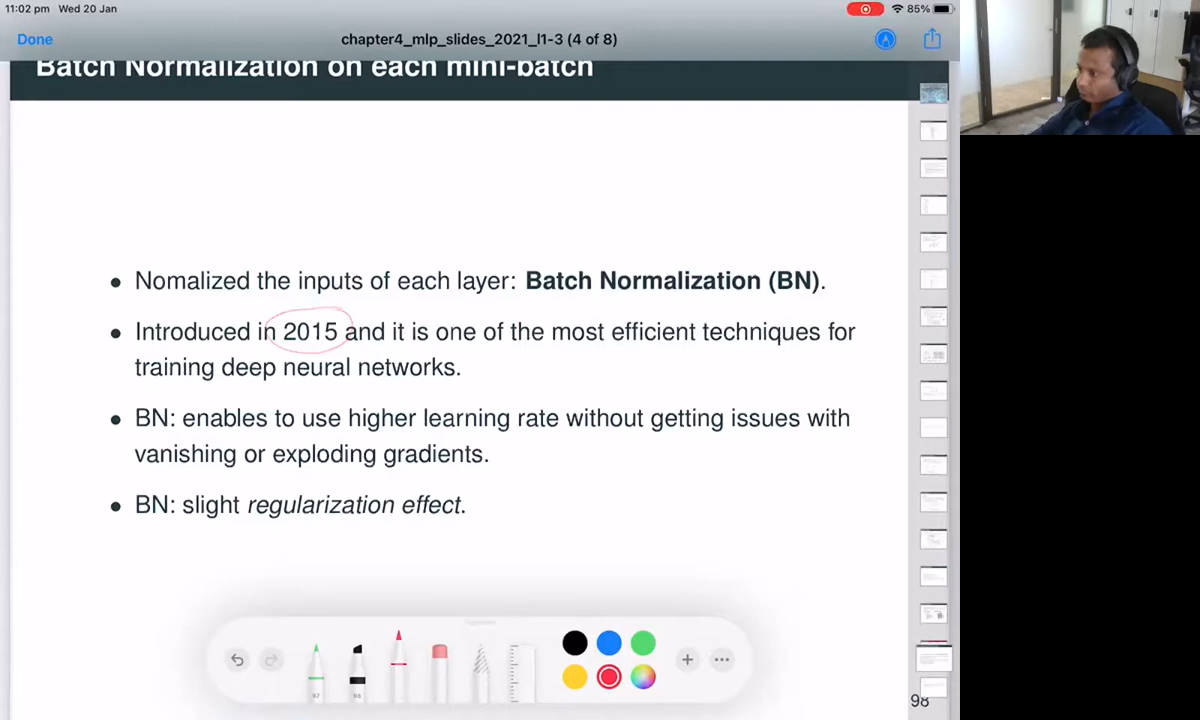 11:02 pm Wed 20 Jan
85%
Done
chapter4_mlp_slides_2021_l1-3 (4 of 8)
Batch Normalization on each mini-batch
• Nomalized the inputs of each layer: Batch Normalization (BN).
• Introduced in 2015 and it is one of the most efficient techniques for
training deep neural networks.
• BN: enables to use higher learning rate without getting issues with
vanishing or exploding gradients.
• BN: slight regularization effect.
98